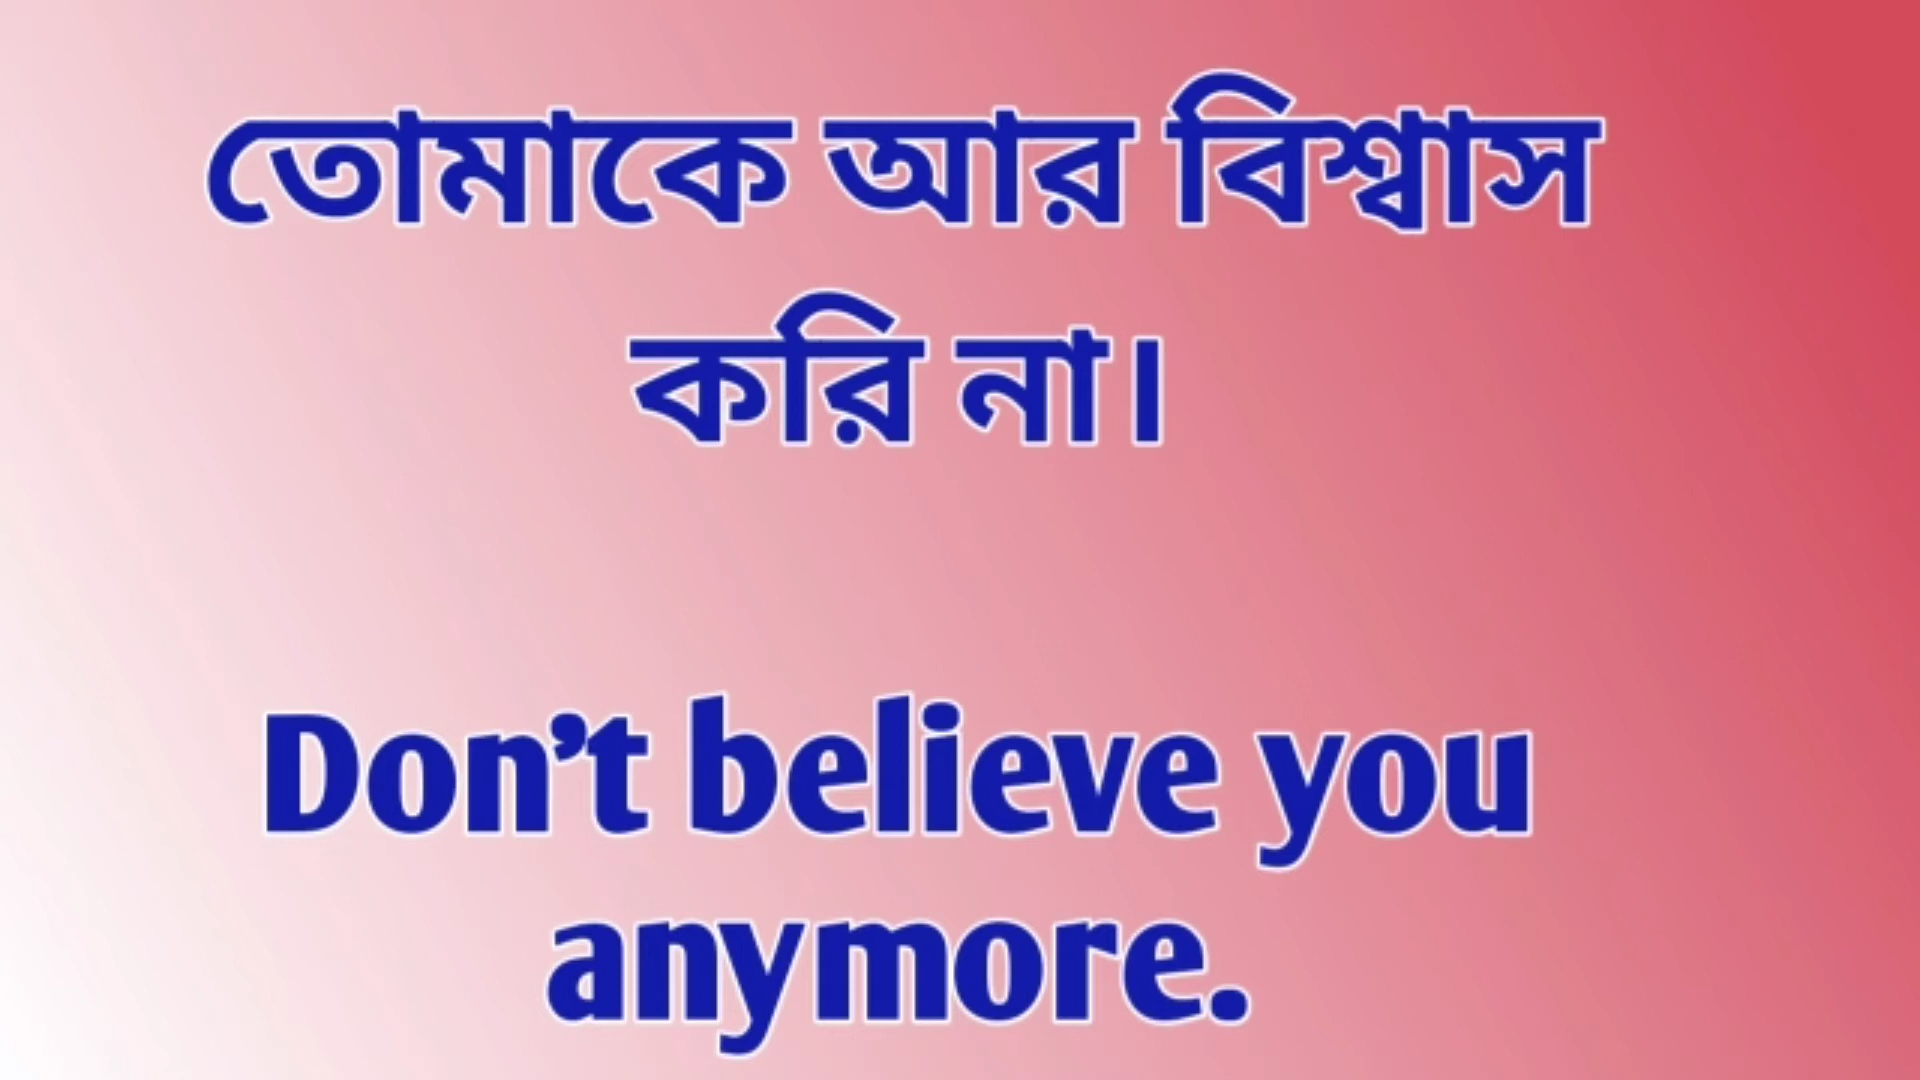 তোমাকে আর বিশ্বাস
করি না।
Don't believe you
anymore.